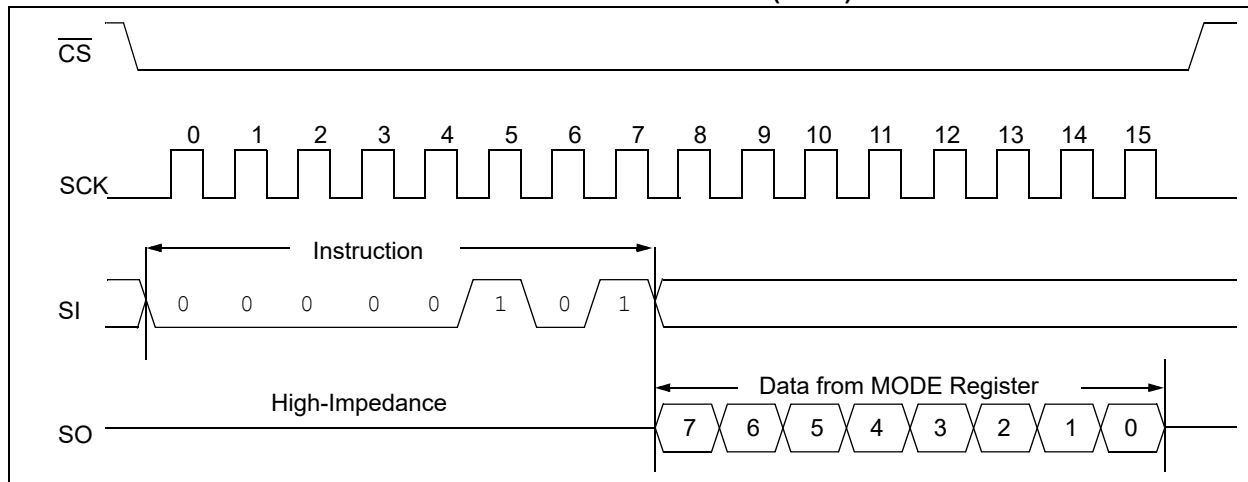 CS
0 1 2 3 4 5 6 7 8 9 10 11 12 13 14 15
SCK
Instruction
SI 0 0 0 0 0 1 0 1
Data from MODE Register
High-Impedance
SO 7 6 5 4 3 2 1 0